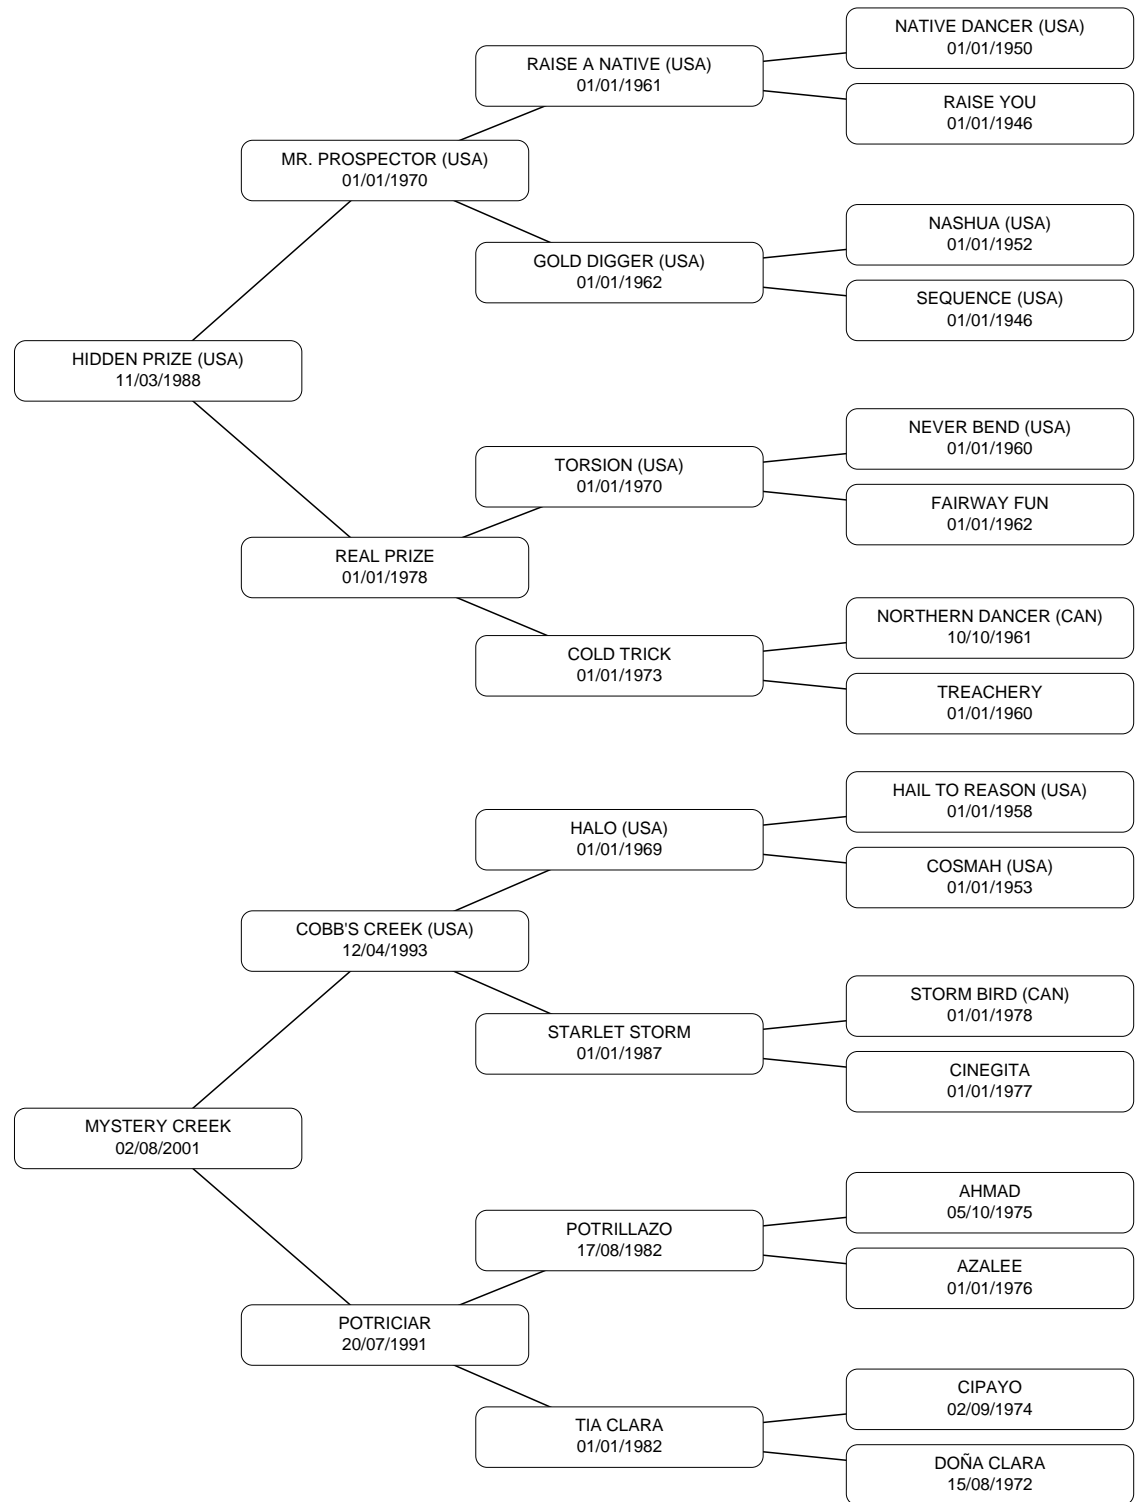 NATIVE DANCER (USA)
01/01/1950
RAISE A NATIVE (USA)
01/01/1961
RAISE YOU
01/01/1946
MR. PROSPECTOR (USA)
01/01/1970
NASHUA (USA)
01/01/1952
GOLD DIGGER (USA)
01/01/1962
SEQUENCE (USA)
01/01/1946
HIDDEN PRIZE (USA)
11/03/1988
NEVER BEND (USA)
01/01/1960
TORSION (USA)
01/01/1970
FAIRWAY FUN
01/01/1962
REAL PRIZE
01/01/1978
NORTHERN DANCER (CAN)
10/10/1961
COLD TRICK
01/01/1973
TREACHERY
01/01/1960
HAIL TO REASON (USA)
01/01/1958
HALO (USA)
01/01/1969
COSMAH (USA)
01/01/1953
COBB'S CREEK (USA)
12/04/1993
STORM BIRD (CAN)
01/01/1978
STARLET STORM
01/01/1987
CINEGITA
01/01/1977
MYSTERY CREEK
02/08/2001
AHMAD
05/10/1975
POTRILLAZO
17/08/1982
AZALEE
01/01/1976
POTRICIAR
20/07/1991
CIPAYO
02/09/1974
TIA CLARA
01/01/1982
DOÑA CLARA
15/08/1972